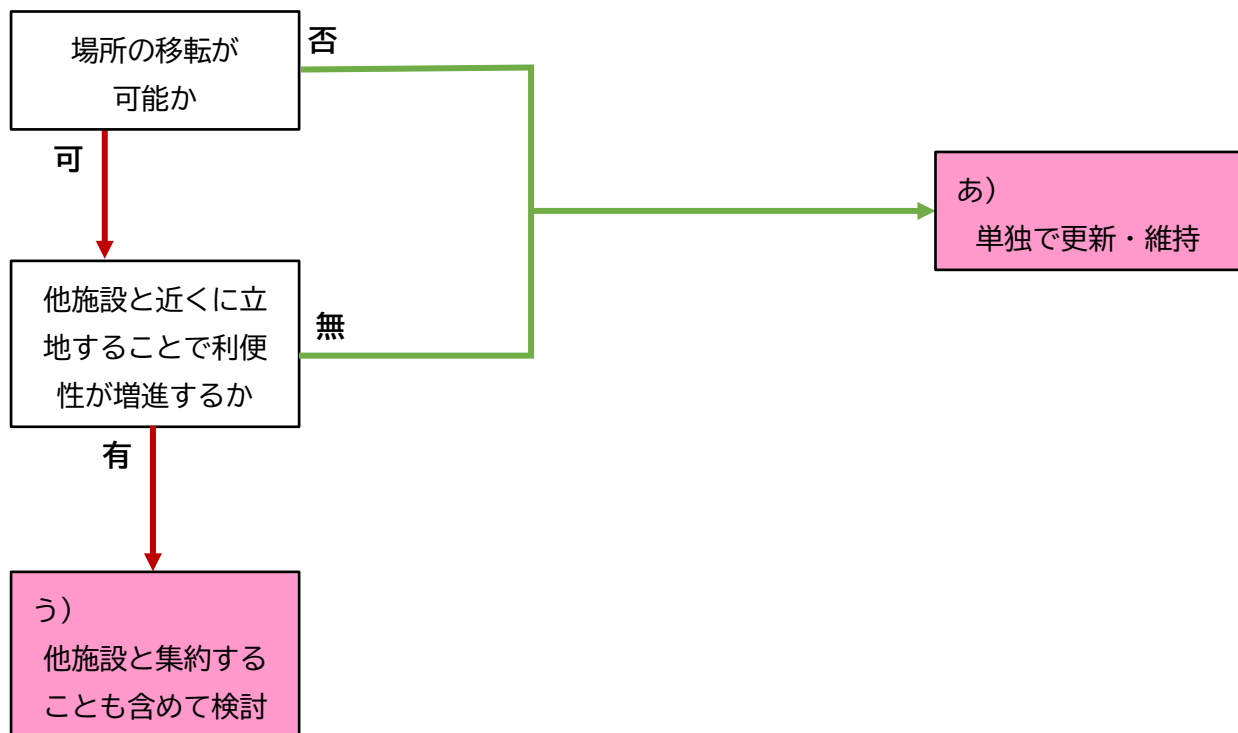 場所の移転が
可能か
否
可
あ）
単独で更新・維持
他施設と近くに立
地することで利便
性が増進するか
無
有
う）
他施設と集約する
ことも含めて検討